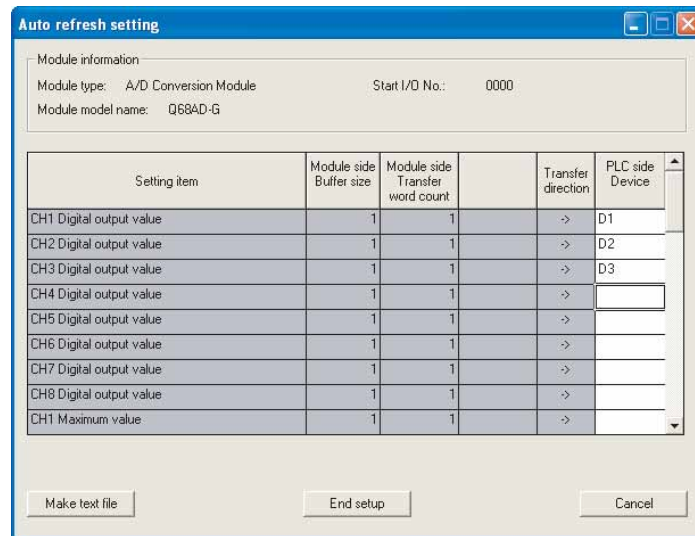 Auto refresh setting
Module information
Module type: A/D Conversion Module Start I/O No.: 0000
Module model name: Q68AD-G
Setting item Module side Buffer size Module side Transfer word count Transfer direction PLC side Device
CH1 Digital output value 1 1 -> D1
CH2 Digital output value 1 1 -> D2
CH3 Digital output value 1 1 -> D3
CH4 Digital output value 1 1 ->
CH5 Digital output value 1 1 ->
CH6 Digital output value 1 1 ->
CH7 Digital output value 1 1 ->
CH8 Digital output value 1 1 ->
CH1 Maximum value 1 1 ->
Make text file End setup Cancel